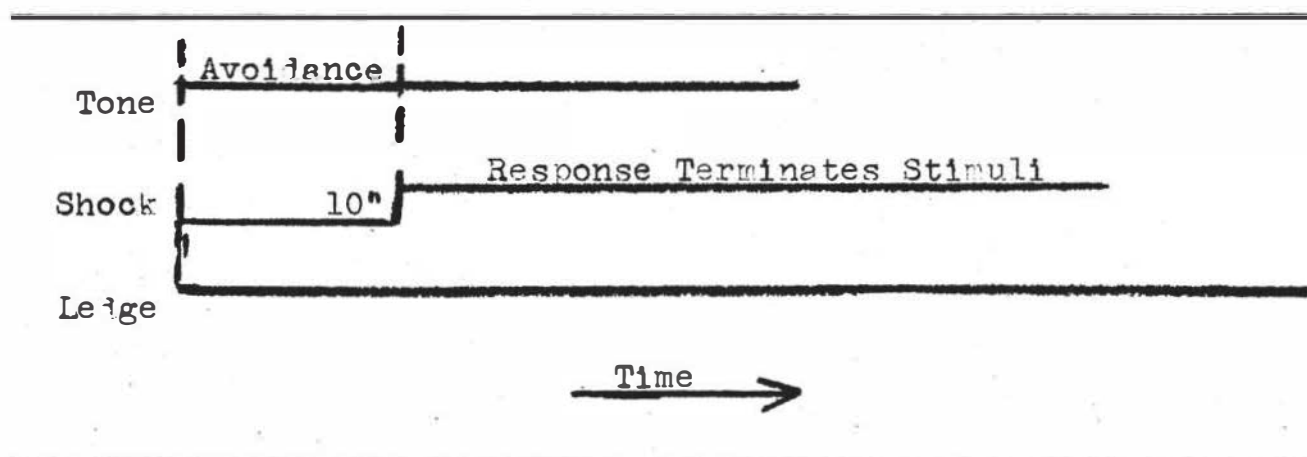 Avoidance
Tone
Response Terminates Stimuli
Shock 10"
Ledge
Time